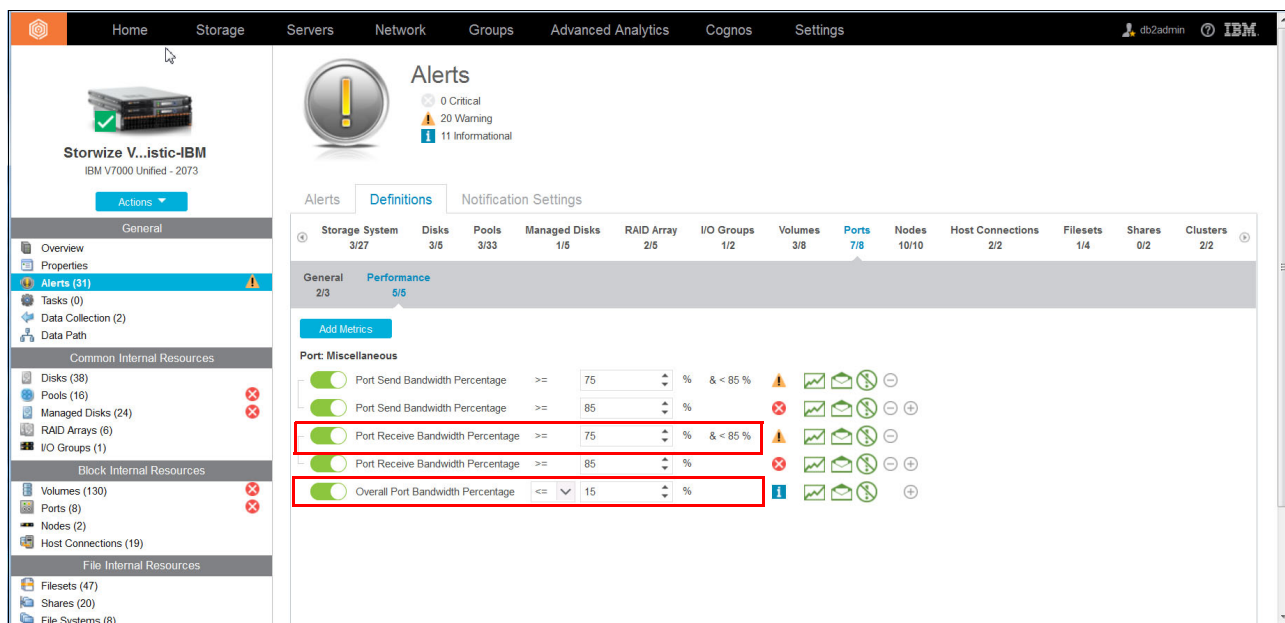 Home Storage Servers Network Groups Advanced Analytics Cognos Settings db2admin ? IBM.
Storwize V...istic-IBM
IBM V7000 Unified - 2073
Actions
General
Overview
Properties
Alerts (31)
Tasks (0)
Data Collection (2)
Data Path
Common Internal Resources
Disks (38)
Pools (16)
Managed Disks (24)
RAID Arrays (6)
I/O Groups (1)
Block Internal Resources
Volumes (130)
Ports (8)
Nodes (2)
Host Connections (19)
File Internal Resources
Filesets (47)
Shares (20)
File Systems (8)
Alerts
0 Critical
20 Warning
11 Informational
Alerts Definitions Notification Settings
Storage System Disks Pools Managed Disks RAID Array I/O Groups Volumes Ports Nodes Host Connections Filesets Shares Clusters
3/27 3/5 3/33 1/5 2/5 1/2 3/8 7/8 10/10 2/2 1/4 0/2 2/2
General Performance
2/3 5/5
Add Metrics
Port: Miscellaneous
Port Send Bandwidth Percentage >= 75 % & < 85 %
Port Send Bandwidth Percentage >= 85 %
Port Receive Bandwidth Percentage >= 75 % & < 85 %
Port Receive Bandwidth Percentage >= 85 %
Overall Port Bandwidth Percentage <= 15 %